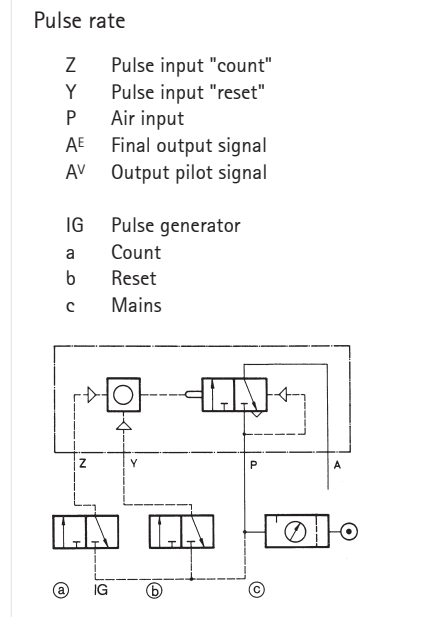 Pulse rate
Z Pulse input "count"
Y Pulse input "reset"
P Air input
AE Final output signal
AV Output pilot signal
IG Pulse generator
a Count
b Reset
c Mains
Z Y P A
a IG b c